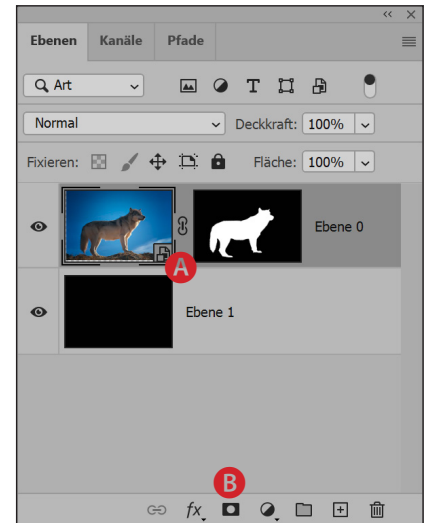 Ebenen Kanäle Pfade
Art
Normal Deckkraft: 100%
Fixieren: Fläche: 100%
Ebene 0
A
Ebene 1
B
fx